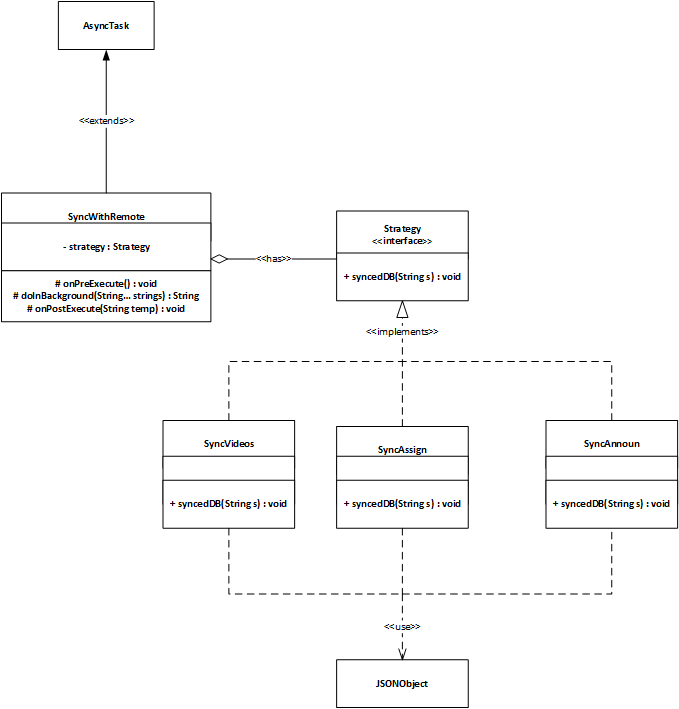 AsyncTask
<<extends>>
SyncWithRemote
- strategy : Strategy
# onPreExecute() : void
# doInBackground(String... strings) : String
# onPostExecute(String temp) : void
<<has>>
Strategy
<<interface>>
+ syncedDB(String s) : void
<<implements>>
SyncVideos
+ syncedDB(String s) : void
SyncAssign
+ syncedDB(String s) : void
SyncAnnoun
+ syncedDB(String s) : void
<<use>>
JSONObject